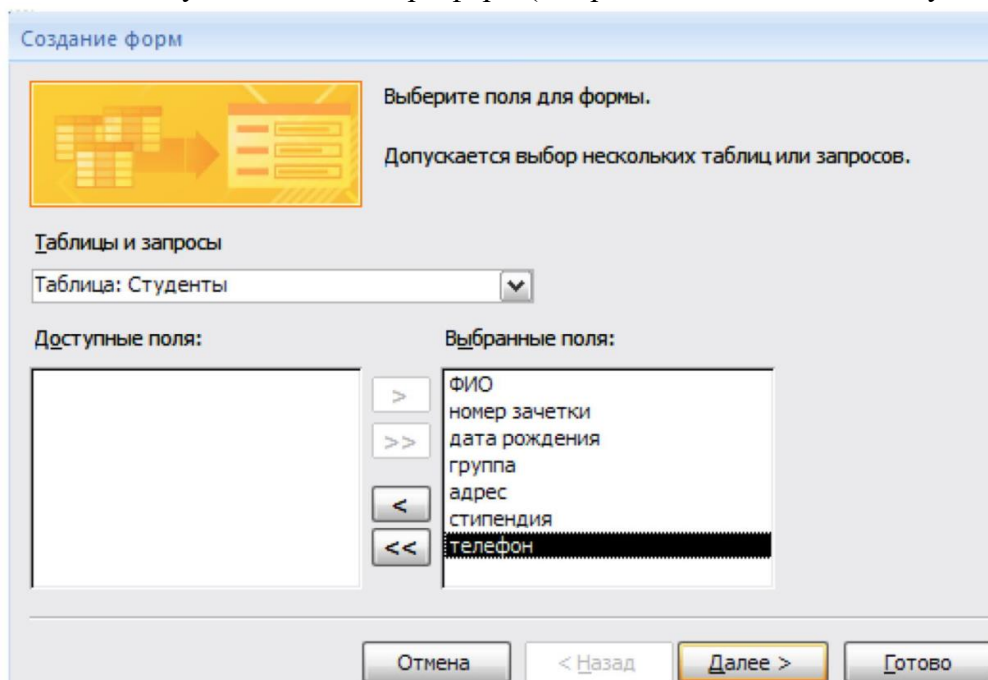 Создание форм
Выберите поля для формы.
Допускается выбор нескольких таблиц или запросов.
Таблицы и запросы
Таблица: Студенты
Доступные поля:
Выбранные поля:
>
>>
<
<<
ФИО
номер зачетки
дата рождения
группа
адрес
стипендия
телефон
Отмена
< Назад
Далее >
Готово